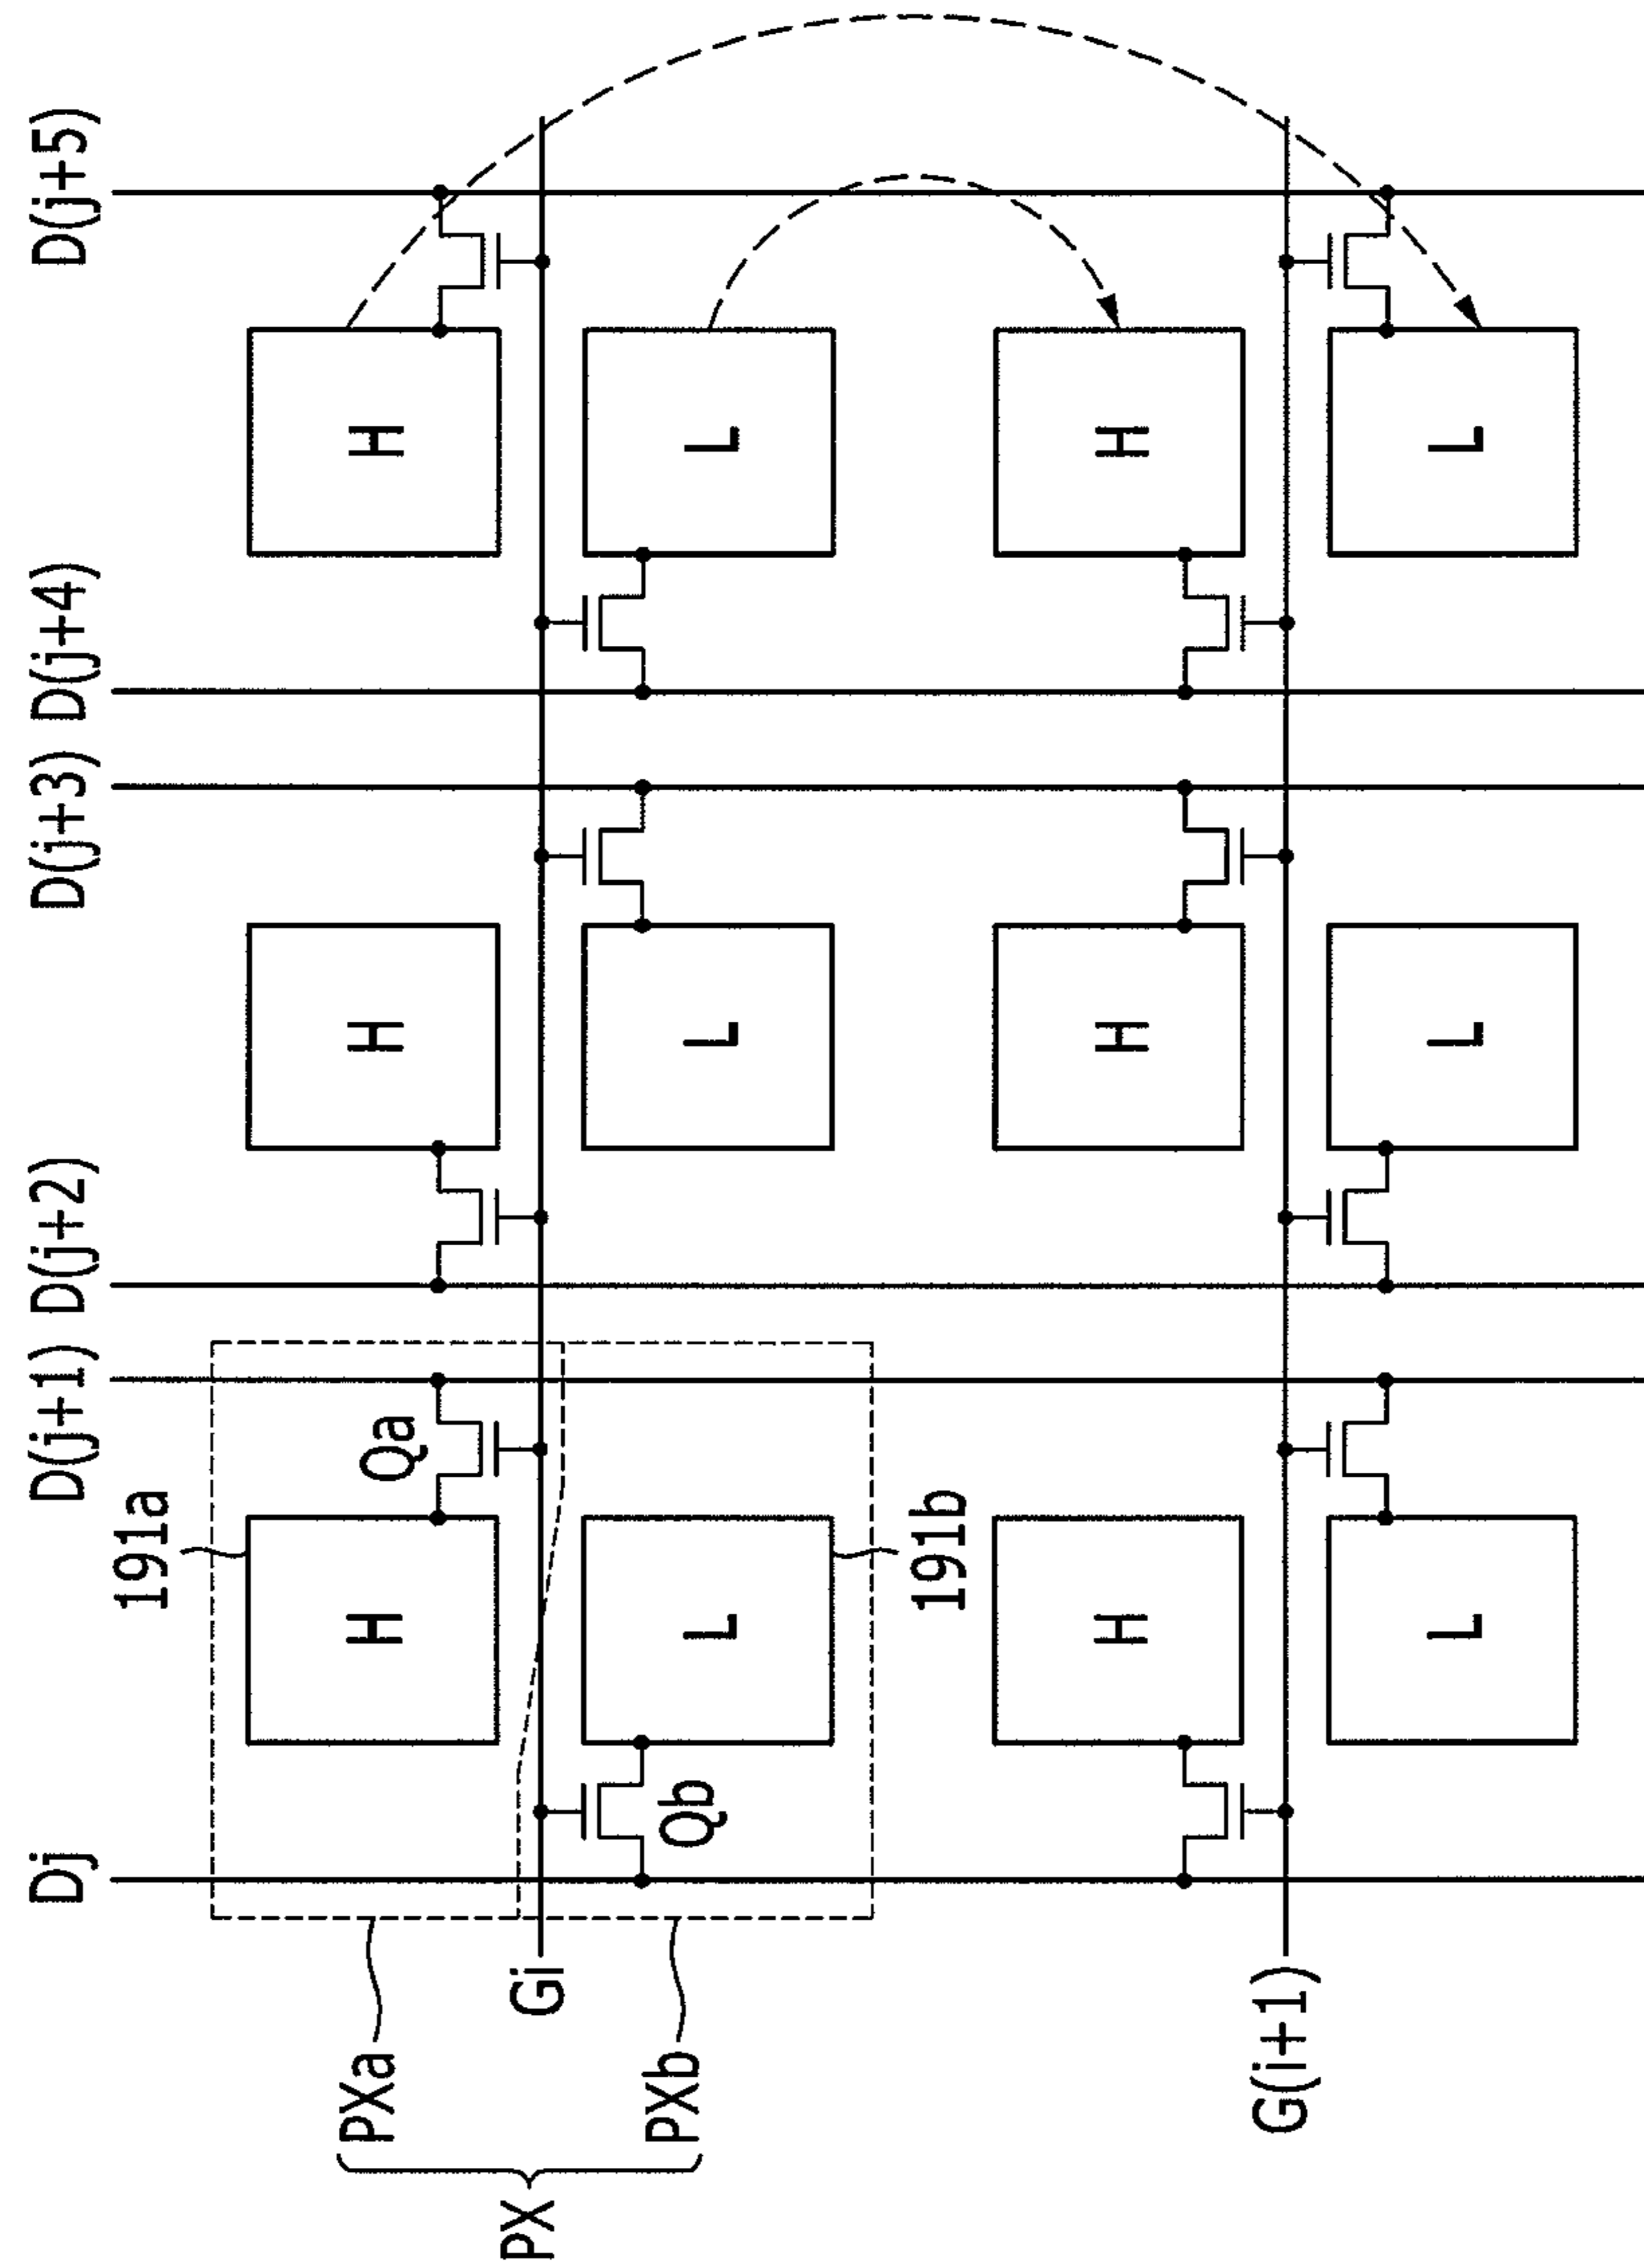 Dj D(j+1) D(j+2) D(j+3) D(j+4) D(j+5)
191a
PXa H Qa H H
PX Gi
PXb Qb L L L
191b
H H H
G(i+1)
L L L